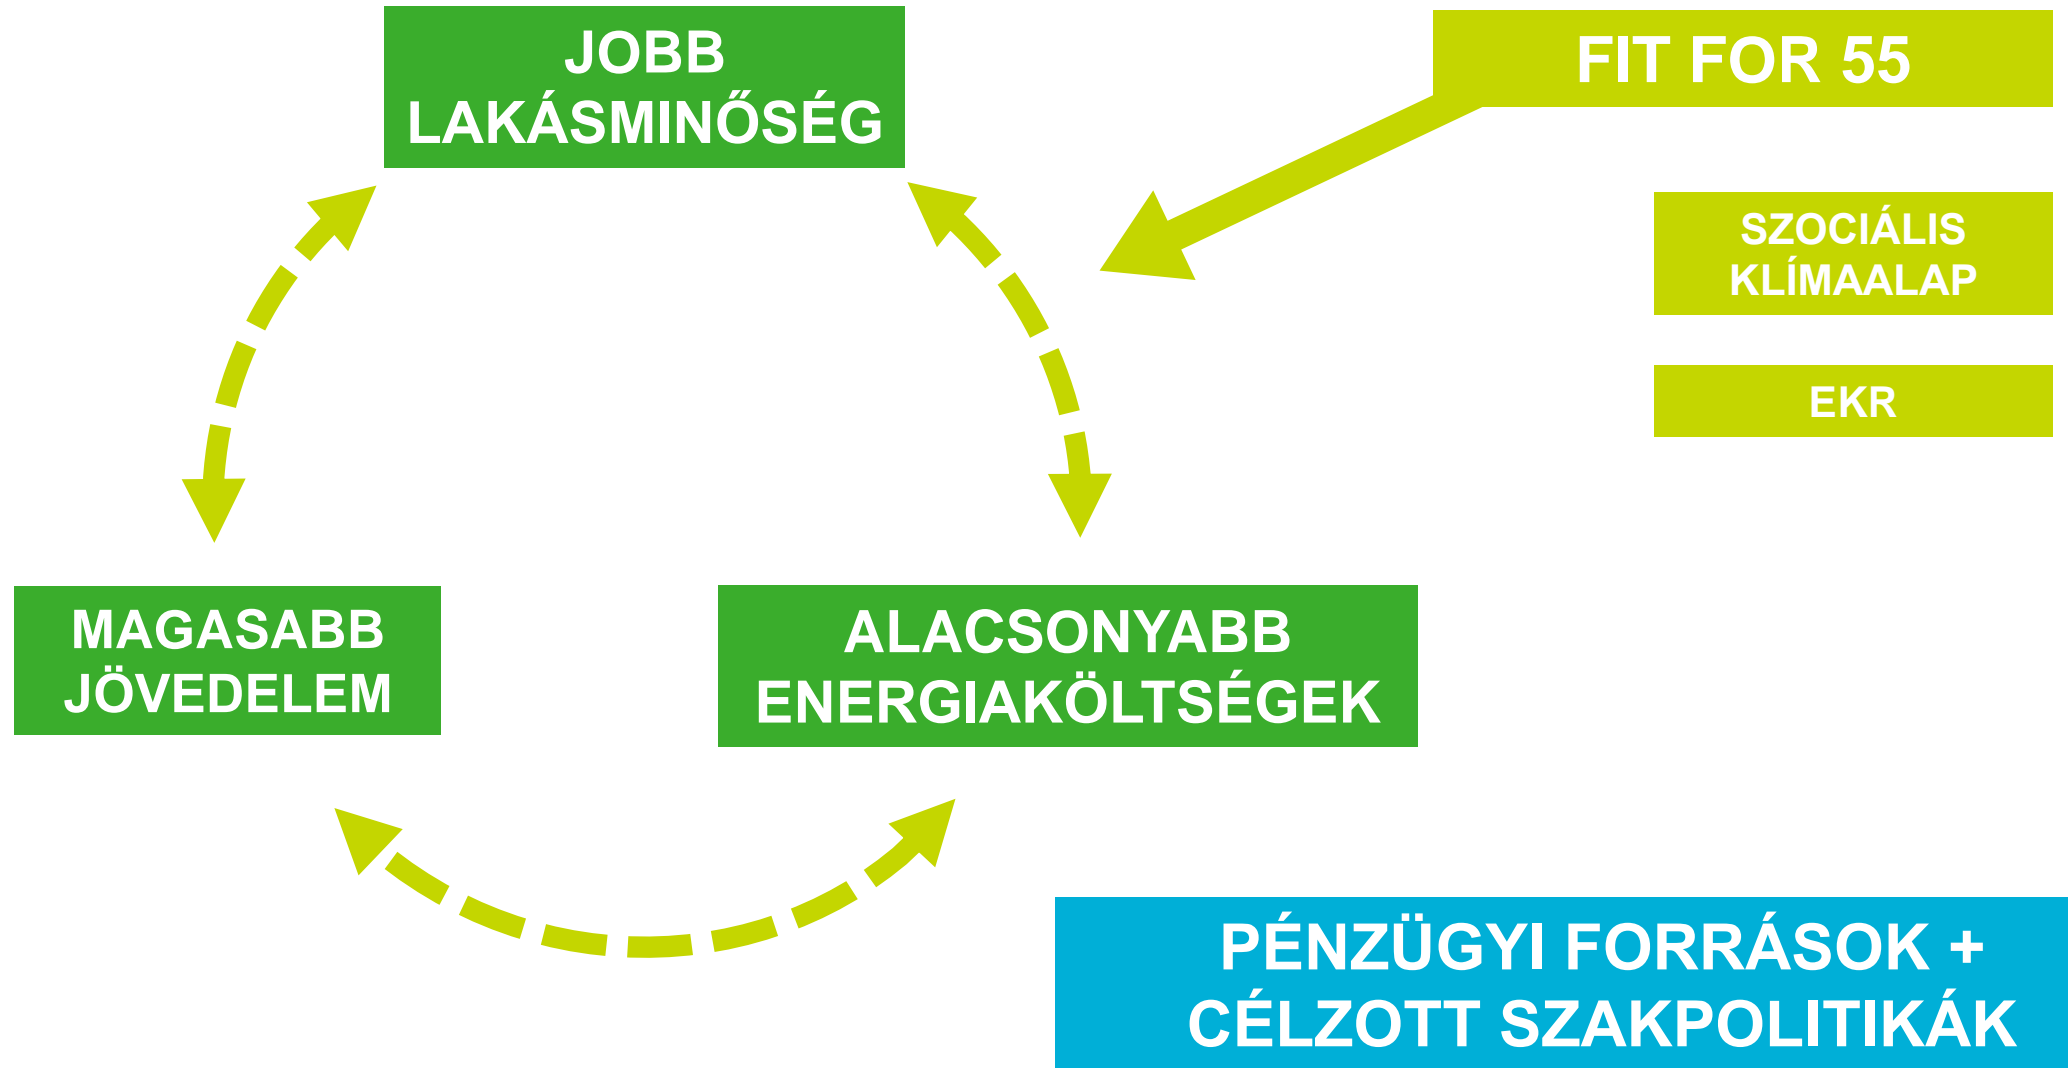 JOBB
LAKÁSMINŐSÉG
FIT FOR 55
SZOCIÁLIS
KLÍMAALAP
EKR
MAGASABB
JÖVEDELEM
ALACSONYABB
ENERGIAKÖLTSÉGEK
PÉNZÜGYI FORRÁSOK +
CÉLZOTT SZAKPOLITIKÁK